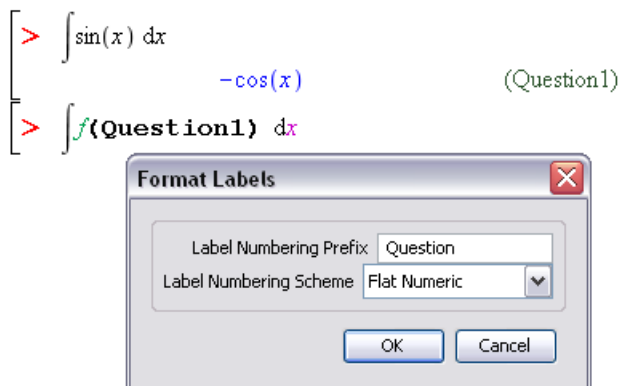 > ∫sin(x) dx
−cos(x) (Question1)
> ∫f(Question1) dx
Format Labels
Label Numbering Prefix Question
Label Numbering Scheme Flat Numeric
OK Cancel